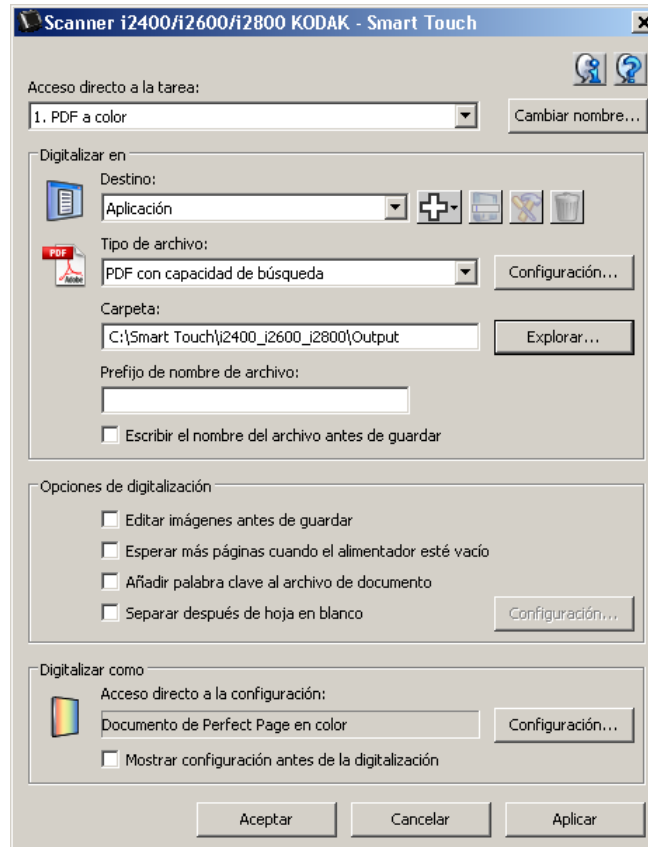 Scanner i2400/i2600/i2800 KODAK - Smart Touch
Acceso directo a la tarea:
1. PDF a color
Cambiar nombre...
Digitalizar en
Destino:
Aplicación
Tipo de archivo:
PDF
Adobe
PDF con capacidad de búsqueda
Configuración...
Carpeta:
C:\Smart Touch\i2400_i2600_i2800\Output
Explorar...
Prefijo de nombre de archivo:
Escribir el nombre del archivo antes de guardar
Opciones de digitalización
Editar imágenes antes de guardar
Esperar más páginas cuando el alimentador esté vacío
Añadir palabra clave al archivo de documento
Separar después de hoja en blanco
Configuración...
Digitalizar como
Acceso directo a la configuración:
Documento de Perfect Page en color
Configuración...
Mostrar configuración antes de la digitalización
Aceptar
Cancelar
Aplicar